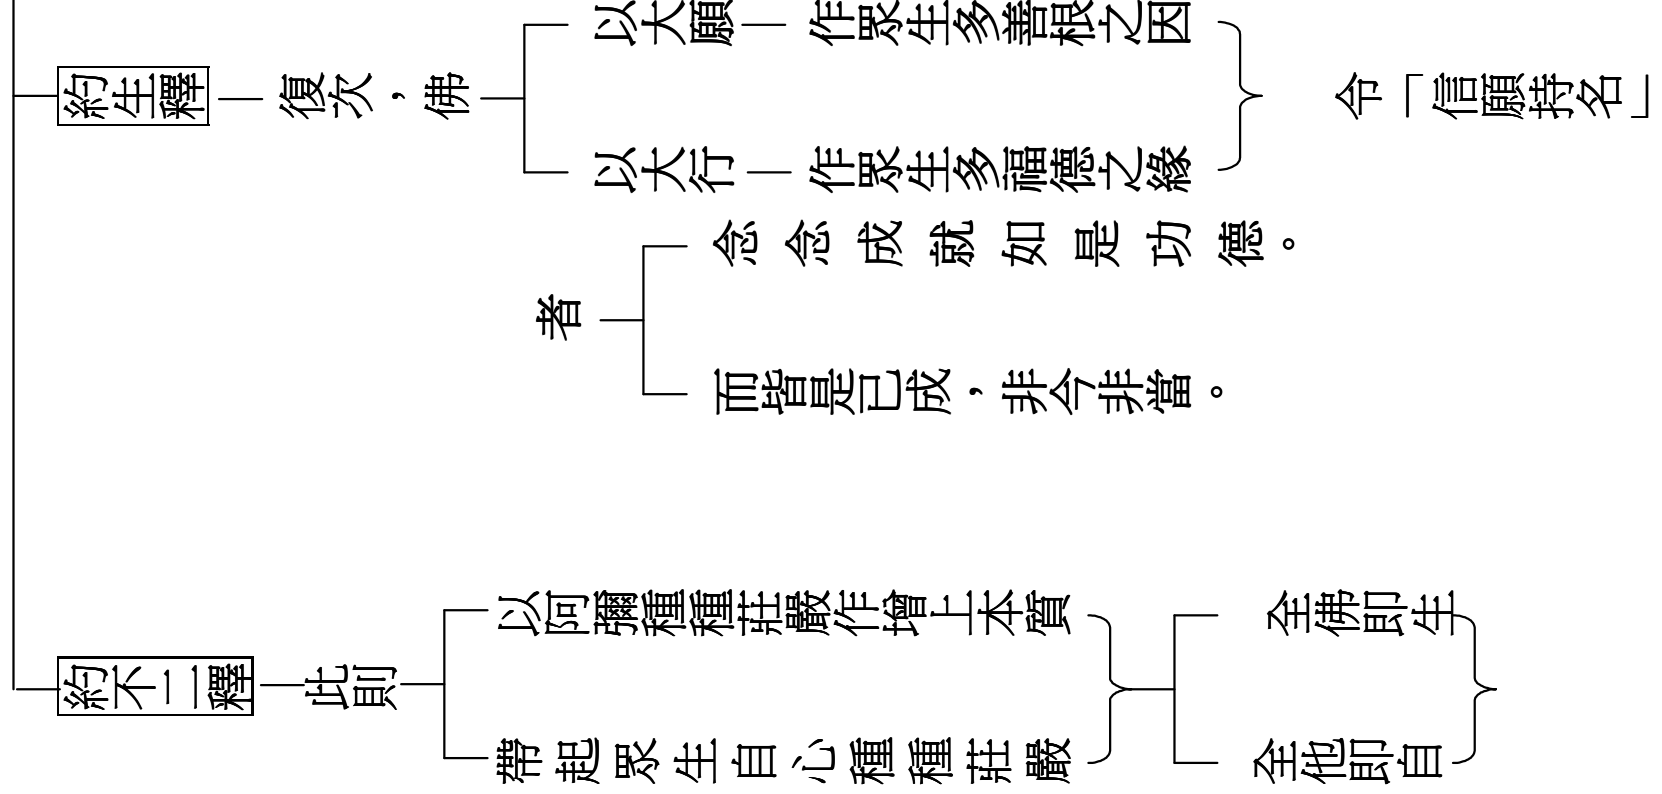 約生釋
復次，佛
以大願
作眾生多善根之因
以大行
作眾生多福德之緣
令「信願持名」
者
念念成就如是功德。
而皆是已成，非今非當。
約不二釋
此則
以阿彌種種莊嚴作增上本質
帶起眾生自心種種莊嚴
全佛即生
全他即自